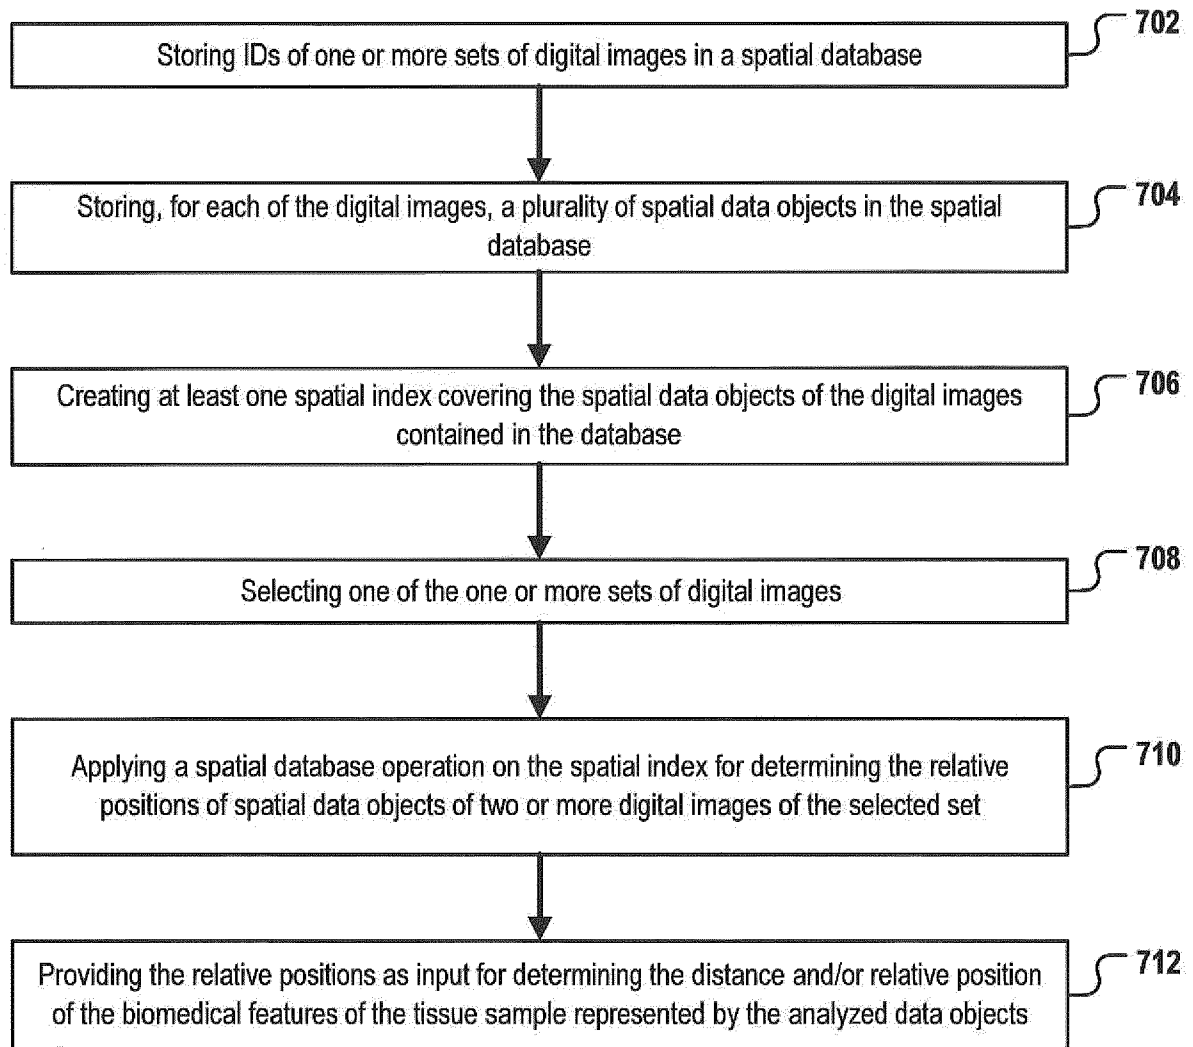 702
Storing IDs of one or more sets of digital images in a spatial database
704
Storing, for each of the digital images, a plurality of spatial data objects in the spatial
database
706
Creating at least one spatial index covering the spatial data objects of the digital images
contained in the database
708
Selecting one of the one or more sets of digital images
710
Applying a spatial database operation on the spatial index for determining the relative
positions of spatial data objects of two or more digital images of the selected set
712
Providing the relative positions as input for determining the distance and/or relative position
of the biomedical features of the tissue sample represented by the analyzed data objects